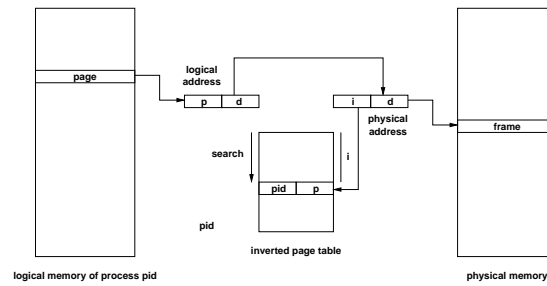 logical
address
page
p d
i d
physical
address
frame
search
i
pid p
pid
inverted page table
logical memory of process pid
physical memory